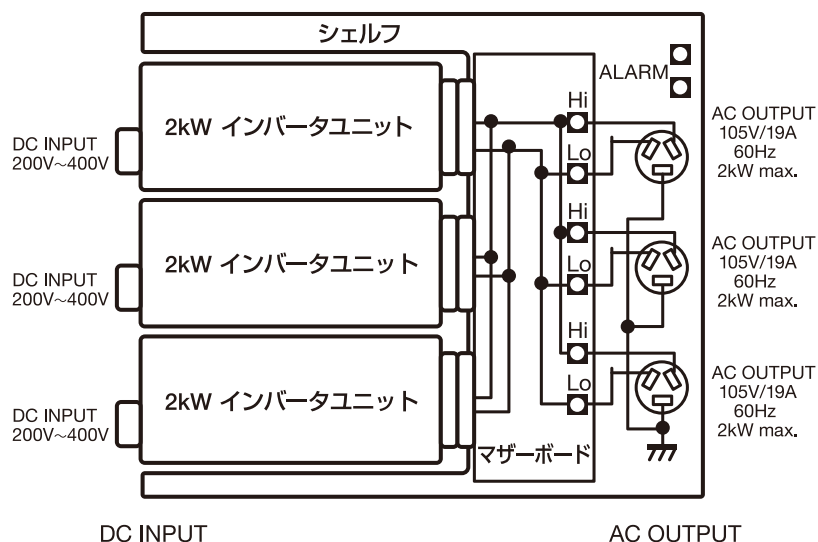 シェルフ
ALARM
2kW インバータユニット
DC INPUT
200V~400V
Hi
Lo
AC OUTPUT
105V/19A
60Hz
2kW max.
2kW インバータユニット
DC INPUT
200V~400V
Hi
Lo
AC OUTPUT
105V/19A
60Hz
2kW max.
2kW インバータユニット
DC INPUT
200V~400V
Hi
Lo
AC OUTPUT
105V/19A
60Hz
2kW max.
マザーボード
DC INPUT
AC OUTPUT